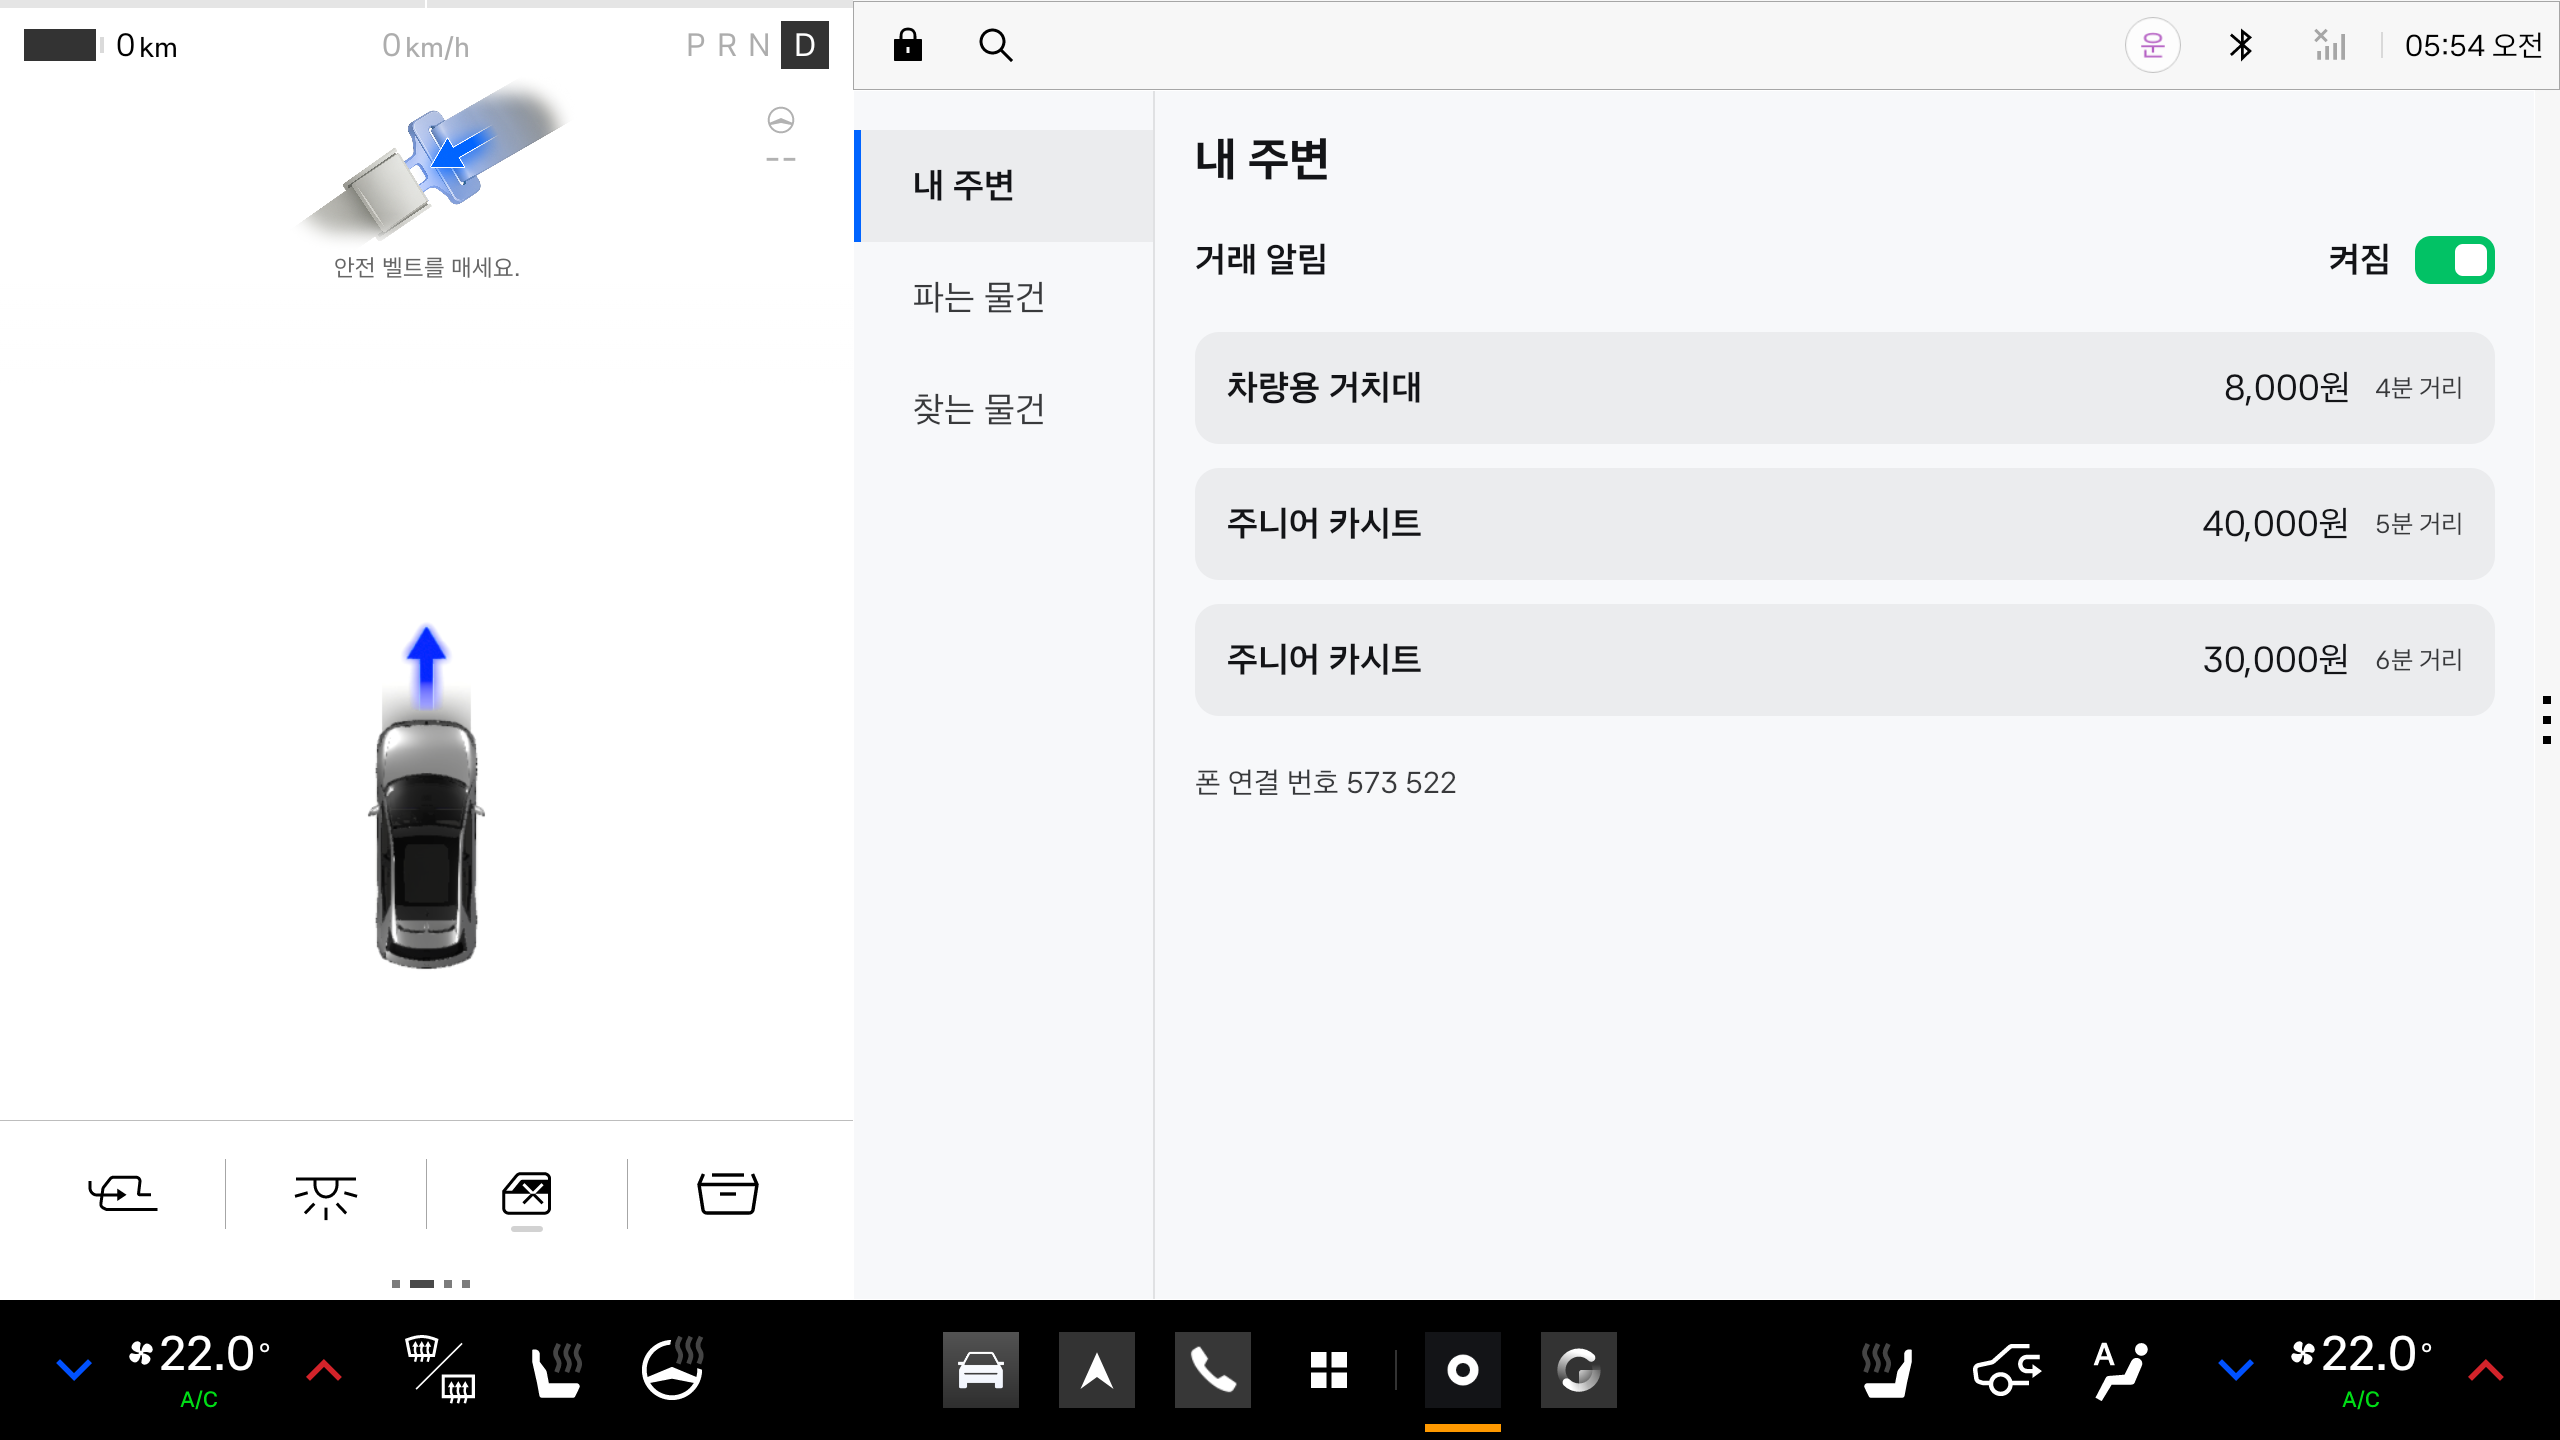 0 km
0 km/h
P R N D
--
안전 벨트를 매세요.
운
05:54 오전
내 주변
파는 물건
찾는 물건
내 주변
거래 알림
켜짐
차량용 거치대
8,000원 4분 거리
주니어 카시트
40,000원 5분 거리
주니어 카시트
30,000원 6분 거리
폰 연결 번호 573 522
22.0°
A/C
A
22.0°
A/C